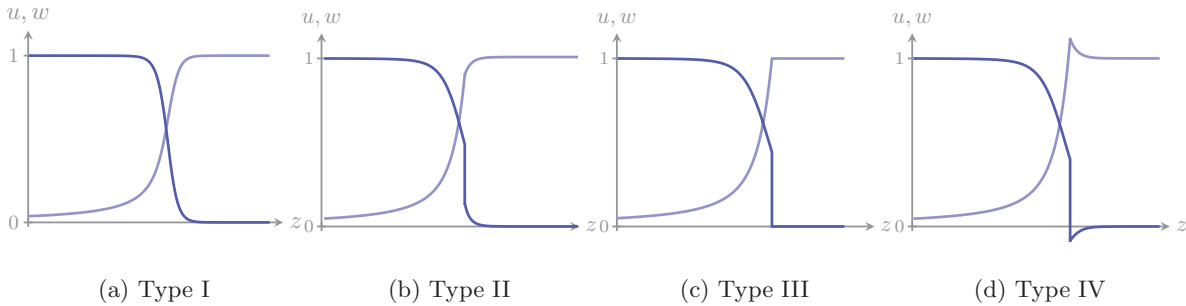 u, w
1
0
z
(a) Type I
u, w
1
0
z
(b) Type II
u, w
1
0
z
(c) Type III
u, w
1
0
z
(d) Type IV